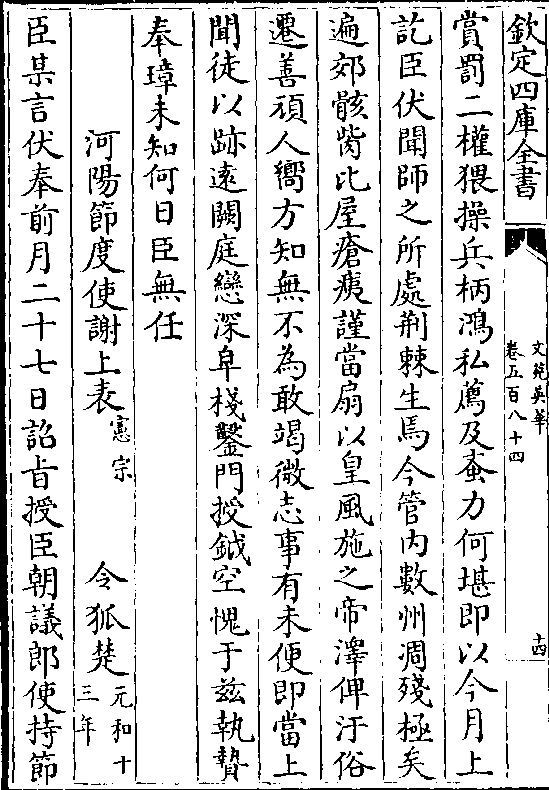 欽定四庫全書
文苑英華
卷五百八十四
十四
賞罰二權猥操兵柄鴻私薦及蚉力何堪即以今月上
訖臣伏聞師之所處荆棘生焉今管内數州凋殘極矣
遍郊骸胔比屋瘡痍謹當扇以皇風施之帝澤俾汙俗
遷善頑人嚮方知無不為敢竭微志事有未便即當上
聞徒以跡逺闕庭戀深皁棧鑿門授鉞空愧于兹執贄
奉璋未知何日臣無任
河陽節度使謝上表憲宗 令狐楚元和十三年
臣某言伏奉前月二十七日詔旨授臣朝議郎使持節